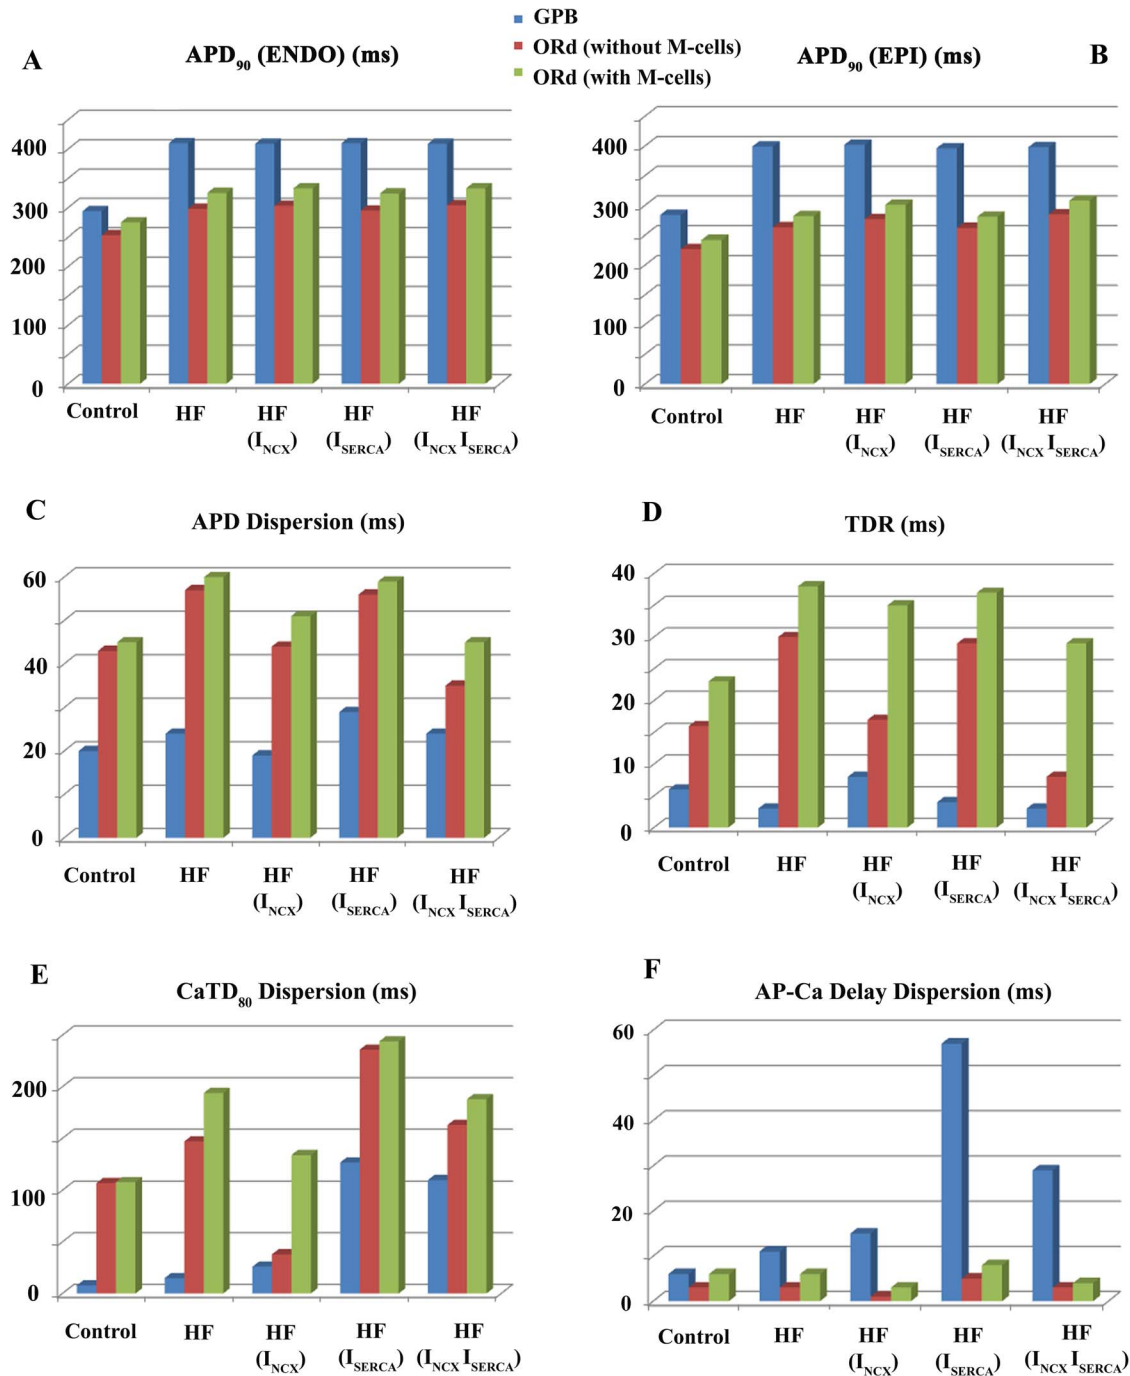 GPB
ORd (without M-cells)
ORd (with M-cells)
A
APD90 (ENDO) (ms)
400
300
200
100
0
Control
HF
HF
(INCX)
HF
(ISERCA)
HF
(INCX ISERCA)
B
APD90 (EPI) (ms)
400
300
200
100
0
Control
HF
HF
(INCX)
HF
(ISERCA)
HF
(INCX ISERCA)
C
APD Dispersion (ms)
60
40
20
0
Control
HF
HF
(INCX)
HF
(ISERCA)
HF
(INCX ISERCA)
D
TDR (ms)
40
30
20
10
0
Control
HF
HF
(INCX)
HF
(ISERCA)
HF
(INCX ISERCA)
E
CaTD80 Dispersion (ms)
200
100
0
Control
HF
HF
(INCX)
HF
(ISERCA)
HF
(INCX ISERCA)
F
AP-Ca Delay Dispersion (ms)
60
40
20
0
Control
HF
HF
(INCX)
HF
(ISERCA)
HF
(INCX ISERCA)